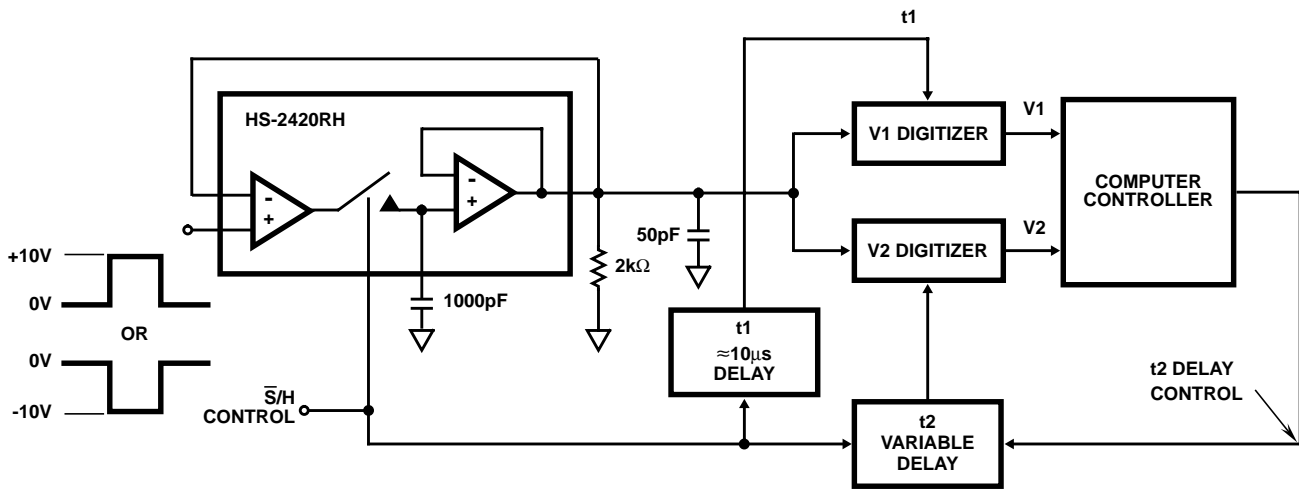 t1
HS-2420RH
-
+
-
+
V1 DIGITIZER
V1
V2 DIGITIZER
V2
COMPUTER
CONTROLLER
50pF
2kΩ
1000pF
+10V
0V
OR
0V
-10V
S̅/H
CONTROL
t1
≈10μs
DELAY
t2
VARIABLE
DELAY
t2 DELAY
CONTROL